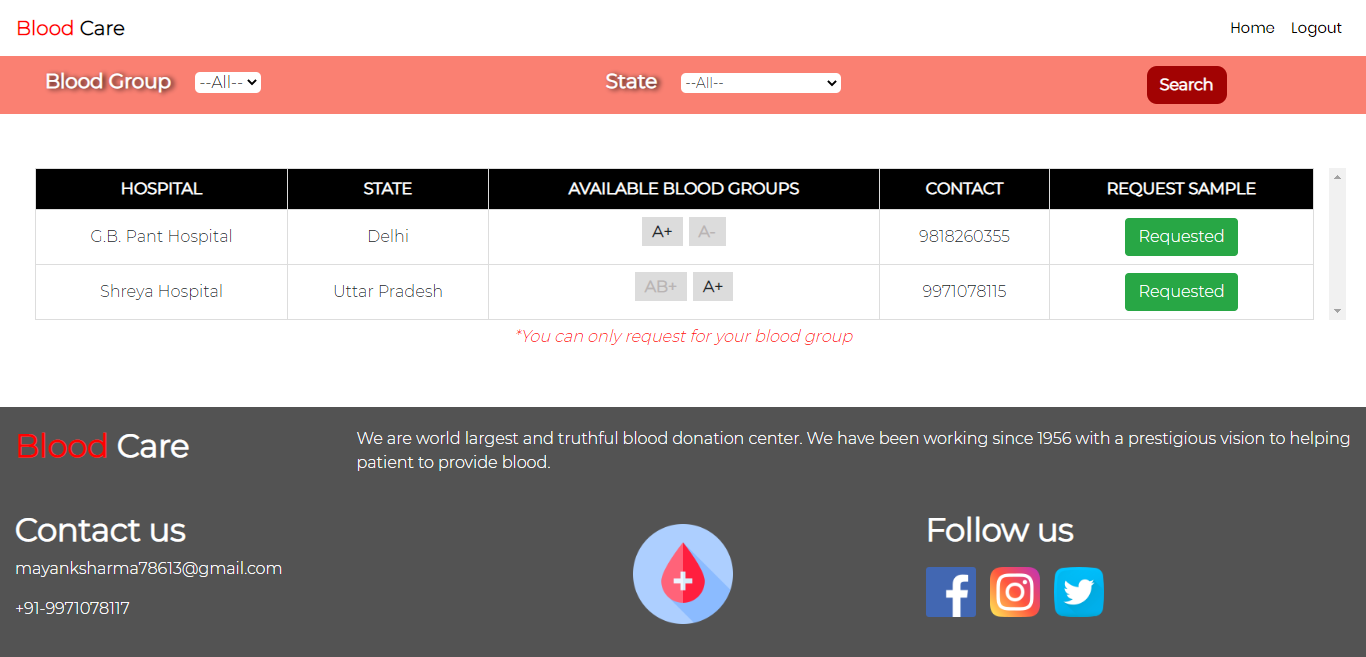 Blood Care Home Logout
Blood Group --All-- State --All-- Search
HOSPITAL STATE AVAILABLE BLOOD GROUPS CONTACT REQUEST SAMPLE
G.B. Pant Hospital Delhi A+ A- 9818260355 Requested
Shreya Hospital Uttar Pradesh AB+ A+ 9971078115 Requested
*You can only request for your blood group
Blood Care
We are world largest and truthful blood donation center. We have been working since 1956 with a prestigious vision to helping
patient to provide blood.
Contact us
mayanksharma78613@gmail.com
+91-9971078117
Follow us